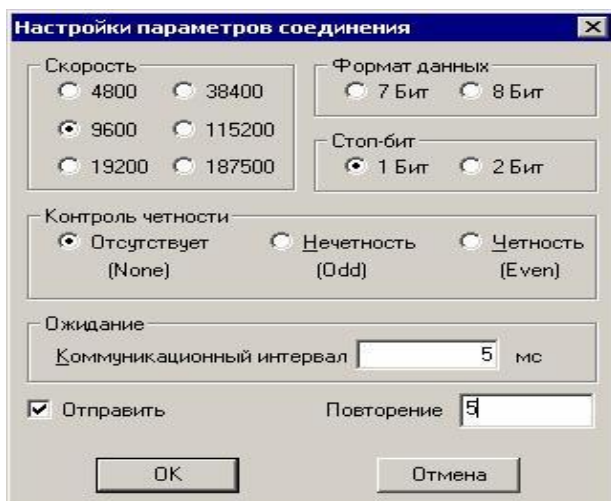 Настройки параметров соединения
Скорость
4800 38400
9600 115200
19200 187500
Формат данных
7 Бит 8 Бит
Стоп-бит
1 Бит 2 Бит
Контроль четности
Отсутствует Нечетность Четность
(None) (Odd) (Even)
Ожидание
Коммуникационный интервал 5 мс
Отправить Повторение 5
OK Отмена